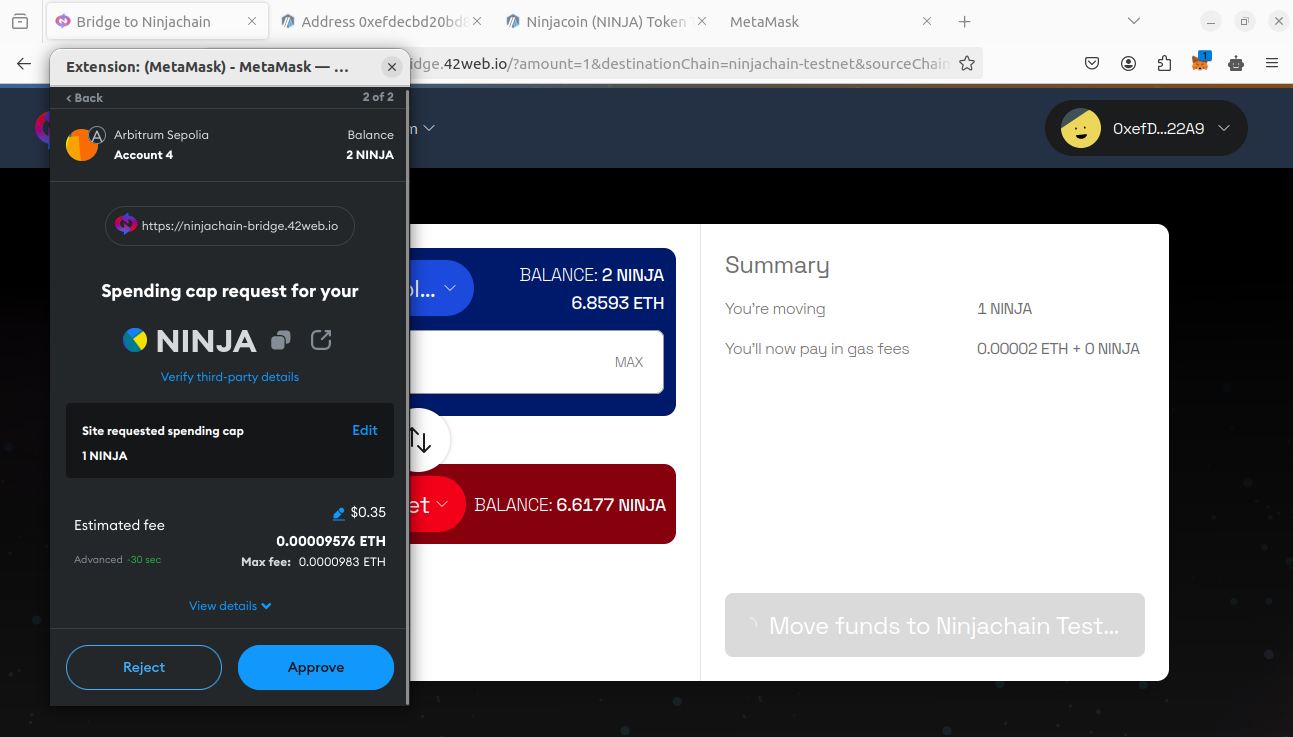 Bridge to Ninjachain
Address 0xefdecbd20bd8
Ninjacoin (NINJA) Token
MetaMask
Extension: (MetaMask) - MetaMask — ...
idge.42web.io/?amount=1&destinationChain=ninjachain-testnet&sourceChain
1
< Back
2 of 2
A
Arbitrum Sepolia
Balance
Account 4
2 NINJA
0xefD...22A9
https://ninjachain-bridge.42web.io
Spending cap request for your
NINJA
Verify third-party details
Site requested spending cap
Edit
1 NINJA
Estimated fee
$0.35
0.00009576 ETH
Advanced -30 sec
Max fee: 0.0000983 ETH
View details
Reject
Approve
ol...
BALANCE: 2 NINJA
6.8593 ETH
MAX
et
BALANCE: 6.6177 NINJA
Summary
You're moving
1 NINJA
You'll now pay in gas fees
0.00002 ETH + 0 NINJA
Move funds to Ninjachain Test...